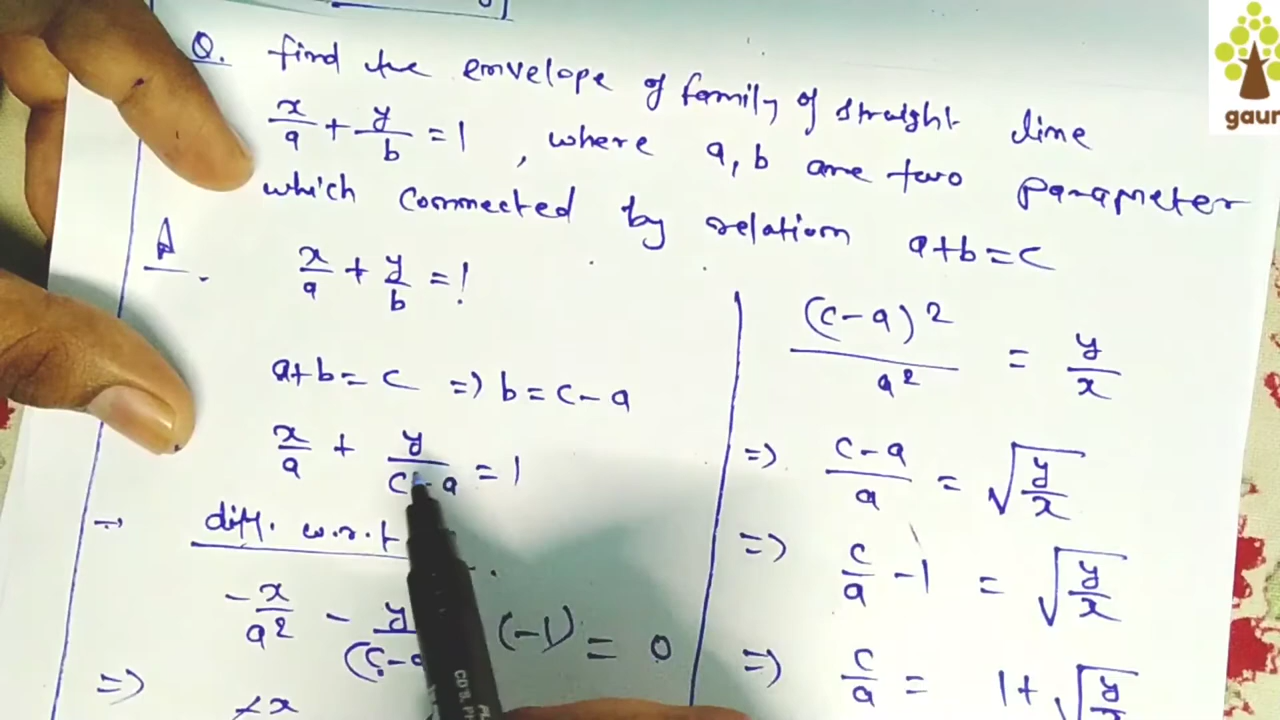 Q. find the envelope of family of straight line
x/a + y/b = 1 , where a, b are two parameter
which connected by relation a+b=c
A. x/a + y/b = 1
a+b = c => b = c-a
x/a + y/(c-a) = 1
→ diff. w.r.t
-x/a² - y/(c-a (-1) = 0
=>
(c-a)²/a² = y/x
=> (c-a)/a = √(y/x)
=> c/a - 1 = √(y/x)
=> c/a = 1+ √(y/x)
gaur